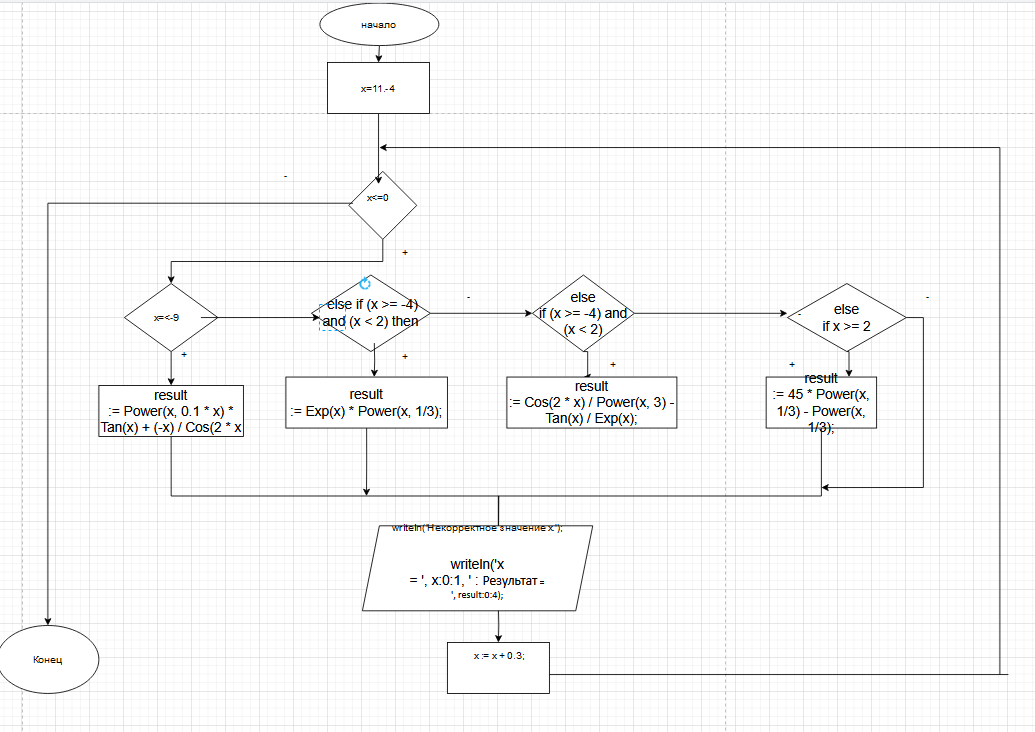 начало
x=11.-4
-
x<=0
+
x=<-9
+
else if (x >= -4)
and (x < 2) then
-
+
else
if (x >= -4) and
(x < 2)
+
-
else
if x >= 2
-
+
result
:= Power(x, 0.1 * x) *
Tan(x) + (-x) / Cos(2 * x
result
:= Exp(x) * Power(x, 1/3);
result
:= Cos(2 * x) / Power(x, 3) -
Tan(x) / Exp(x);
result
:= 45 * Power(x,
1/3) - Power(x,
1/3);
writeln('Некорректное значение x.');
writeln('x
= ', x:0:1, ' : Результат =
', result:0:4);
x := x + 0.3;
Конец